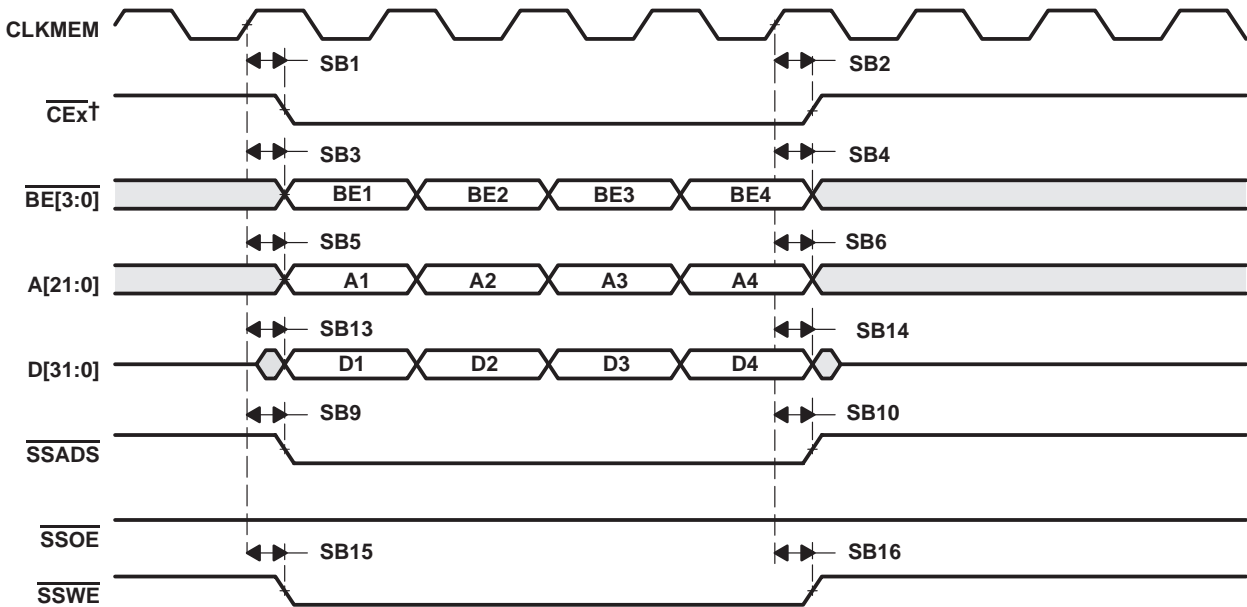 CLKMEM
SB1 SB2
CEx†
SB3 SB4
BE[3:0] BE1 BE2 BE3 BE4
SB5 SB6
A[21:0] A1 A2 A3 A4
SB13 SB14
D[31:0] D1 D2 D3 D4
SB9 SB10
SSADS
SSOE
SB15 SB16
SSWE